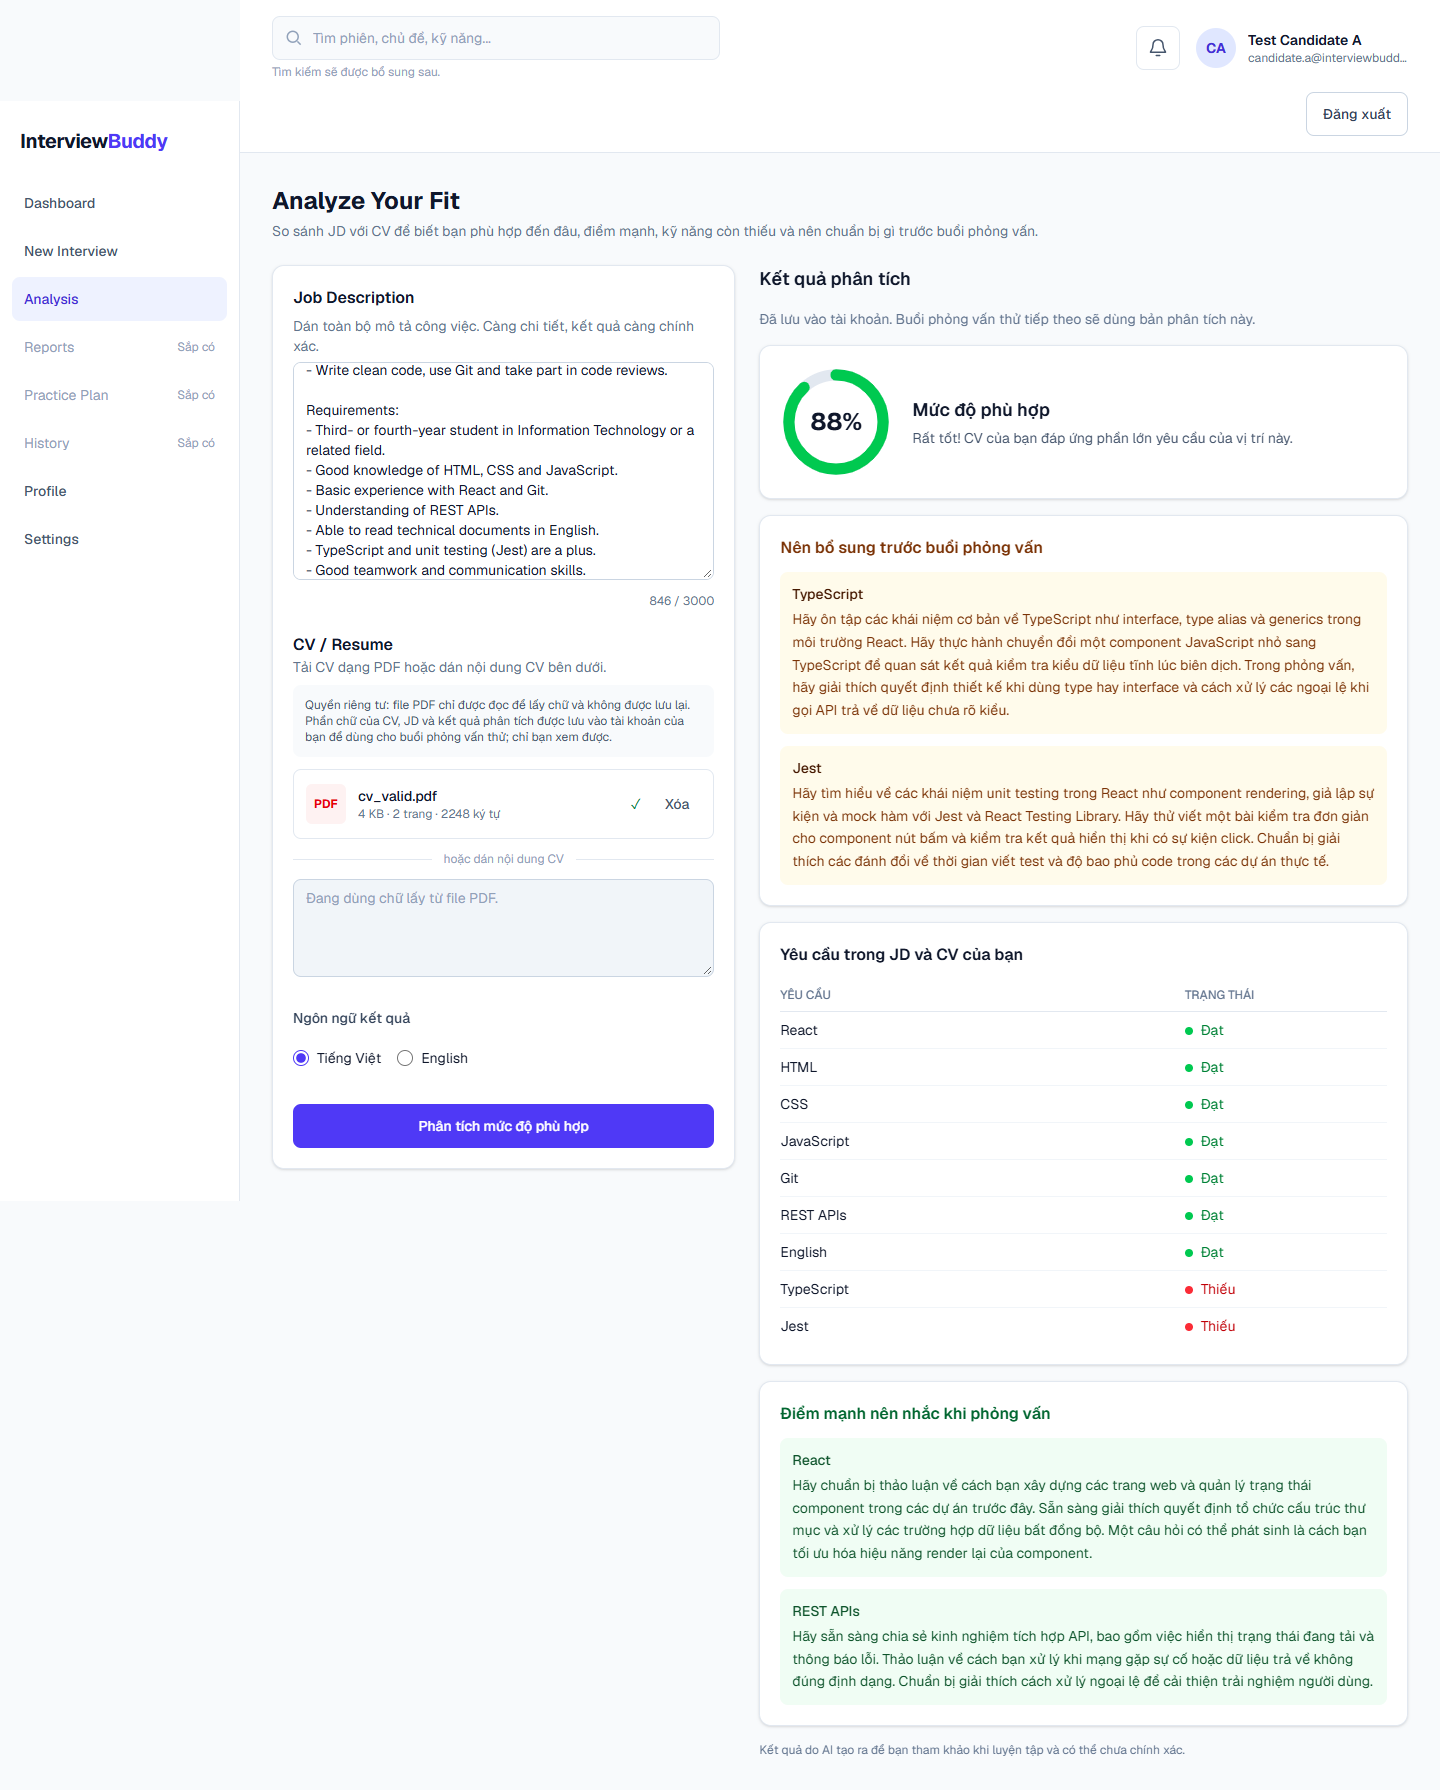 Tìm phiên, chủ đề, kỹ năng...
Tìm kiếm sẽ được bổ sung sau.
CA
Test Candidate A
candidate.a@interviewbudd...
Đăng xuất
InterviewBuddy
Dashboard
New Interview
Analysis
Reports Sắp có
Practice Plan Sắp có
History Sắp có
Profile
Settings
Analyze Your Fit
So sánh JD với CV để biết bạn phù hợp đến đâu, điểm mạnh, kỹ năng còn thiếu và nên chuẩn bị gì trước buổi phỏng vấn.
Job Description
Dán toàn bộ mô tả công việc. Càng chi tiết, kết quả càng chính
xác.
- Write clean code, use Git and take part in code reviews.
Requirements:
- Third- or fourth-year student in Information Technology or a
related field.
- Good knowledge of HTML, CSS and JavaScript.
- Basic experience with React and Git.
- Understanding of REST APIs.
- Able to read technical documents in English.
- TypeScript and unit testing (Jest) are a plus.
- Good teamwork and communication skills.
846 / 3000
CV / Resume
Tải CV dạng PDF hoặc dán nội dung CV bên dưới.
Quyền riêng tư: file PDF chỉ được đọc để lấy chữ và không được lưu lại.
Phần chữ của CV, JD và kết quả phân tích được lưu vào tài khoản của
bạn để dùng cho buổi phỏng vấn thử; chỉ bạn xem được.
PDF
cv_valid.pdf
4 KB · 2 trang · 2248 ký tự
✓ Xóa
hoặc dán nội dung CV
Đang dùng chữ lấy từ file PDF.
Ngôn ngữ kết quả
Tiếng Việt English
Phân tích mức độ phù hợp
Kết quả phân tích
Đã lưu vào tài khoản. Buổi phỏng vấn thử tiếp theo sẽ dùng bản phân tích này.
88%
Mức độ phù hợp
Rất tốt! CV của bạn đáp ứng phần lớn yêu cầu của vị trí này.
Nên bổ sung trước buổi phỏng vấn
TypeScript
Hãy ôn tập các khái niệm cơ bản về TypeScript như interface, type alias và generics trong
môi trường React. Hãy thực hành chuyển đổi một component JavaScript nhỏ sang
TypeScript để quan sát kết quả kiểm tra kiểu dữ liệu tĩnh lúc biên dịch. Trong phỏng vấn,
hãy giải thích quyết định thiết kế khi dùng type hay interface và cách xử lý các ngoại lệ khi
gọi API trả về dữ liệu chưa rõ kiểu.
Jest
Hãy tìm hiểu về các khái niệm unit testing trong React như component rendering, giả lập sự
kiện và mock hàm với Jest và React Testing Library. Hãy thử viết một bài kiểm tra đơn giản
cho component nút bấm và kiểm tra kết quả hiển thị khi có sự kiện click. Chuẩn bị giải
thích các đánh đổi về thời gian viết test và độ bao phủ code trong các dự án thực tế.
Yêu cầu trong JD và CV của bạn
YÊU CẦU TRẠNG THÁI
React Đạt
HTML Đạt
CSS Đạt
JavaScript Đạt
Git Đạt
REST APIs Đạt
English Đạt
TypeScript Thiếu
Jest Thiếu
Điểm mạnh nên nhắc khi phỏng vấn
React
Hãy chuẩn bị thảo luận về cách bạn xây dựng các trang web và quản lý trạng thái
component trong các dự án trước đây. Sẵn sàng giải thích quyết định tổ chức cấu trúc thư
mục và xử lý các trường hợp dữ liệu bất đồng bộ. Một câu hỏi có thể phát sinh là cách bạn
tối ưu hóa hiệu năng render lại của component.
REST APIs
Hãy sẵn sàng chia sẻ kinh nghiệm tích hợp API, bao gồm việc hiển thị trạng thái đang tải và
thông báo lỗi. Thảo luận về cách bạn xử lý khi mạng gặp sự cố hoặc dữ liệu trả về không
đúng định dạng. Chuẩn bị giải thích cách xử lý ngoại lệ để cải thiện trải nghiệm người dùng.
Kết quả do AI tạo ra để bạn tham khảo khi luyện tập và có thể chưa chính xác.